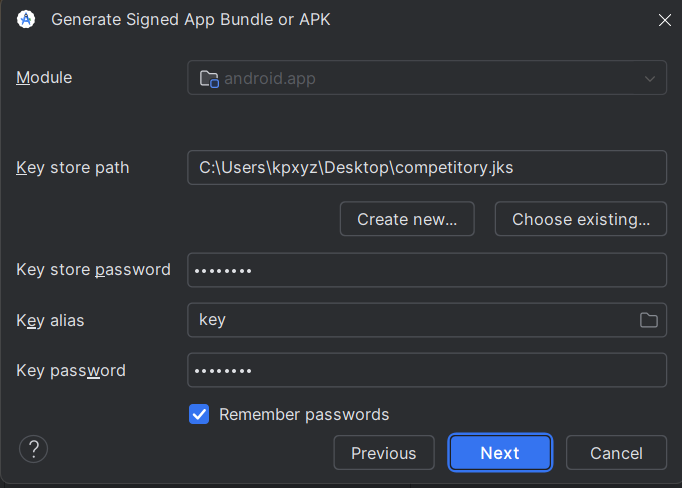 Generate Signed App Bundle or APK
Module
android.app
Key store path
C:\Users\kpxyz\Desktop\competitory.jks
Create new...
Choose existing...
Key store password
••••••••
Key alias
key
Key password
••••••••
Remember passwords
?
Previous
Next
Cancel